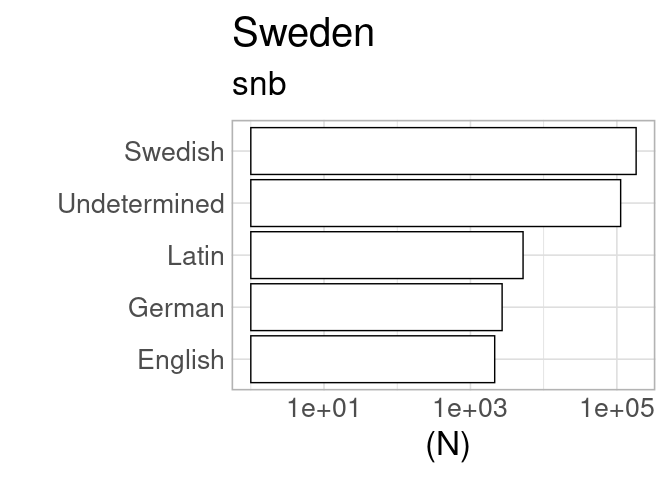 Sweden
snb
Swedish
Undetermined
Latin
German
English
1e+01 1e+03 1e+05
(N)